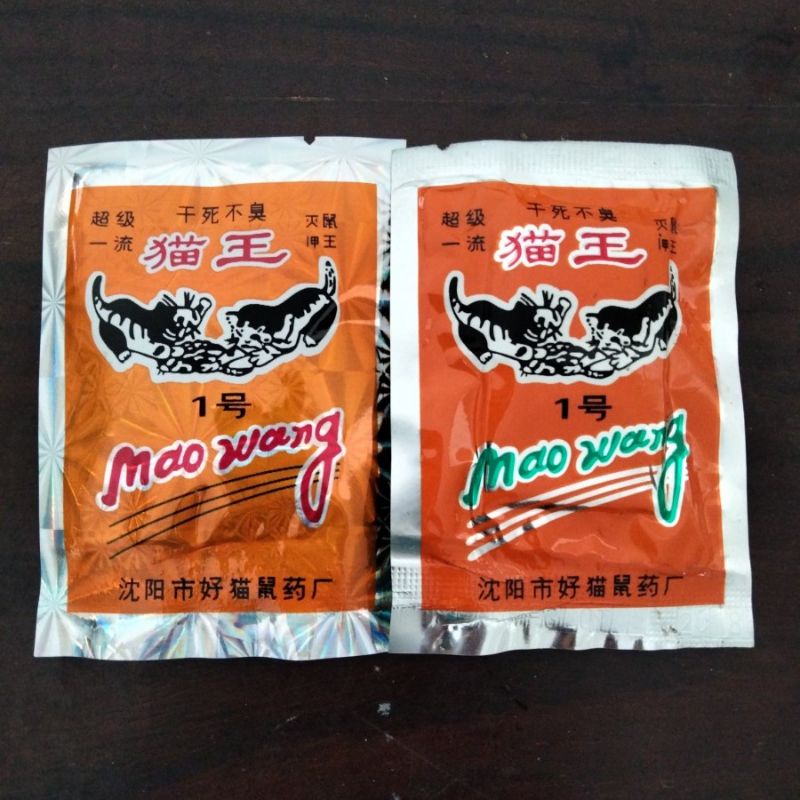 超级 干死不臭 灭鼠
一流 猫王 呷王
1号
mao wang
沈阳市好猫鼠药厂
超级 干死不臭 灭鼠
一流 猫王 呷王
1号
mao wang
沈阳市好猫鼠药厂